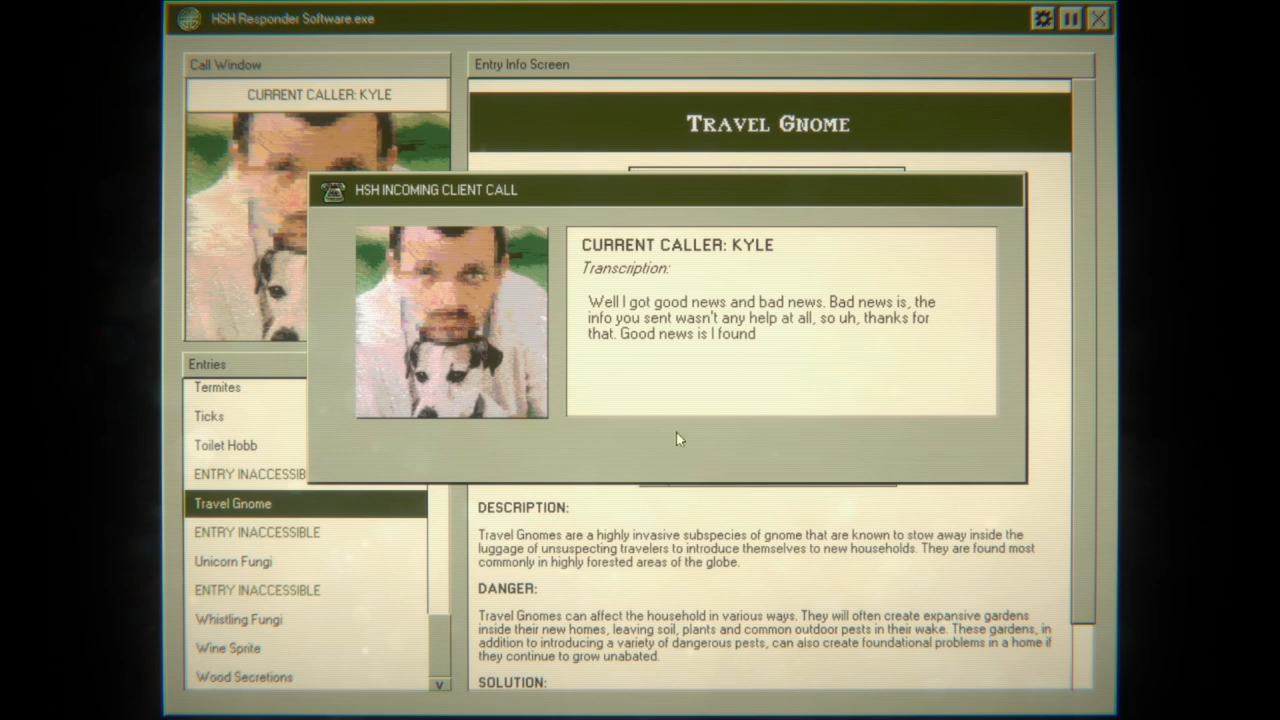 HSH Responder Software.exe
Call Window
CURRENT CALLER: KYLE
Entry Info Screen
TRAVEL GNOME
HSH INCOMING CLIENT CALL
CURRENT CALLER: KYLE
Transcription:
Well I got good news and bad news. Bad news is, the
info you sent wasn't any help at all, so uh, thanks for
that. Good news is I found
Entries
Termites
Ticks
Toilet Hobb
ENTRY INACCESSIB
Travel Gnome
ENTRY INACCESSIBLE
Unicorn Fungi
ENTRY INACCESSIBLE
Whistling Fungi
Wine Sprite
Wood Secretions
DESCRIPTION:
Travel Gnomes are a highly invasive subspecies of gnome that are known to stow away inside the
luggage of unsuspecting travelers to introduce themselves to new households. They are found most
commonly in highly forested areas of the globe.
DANGER:
Travel Gnomes can affect the household in various ways. They will often create expansive gardens
inside their new homes, leaving soil, plants and common outdoor pests in their wake. These gardens, in
addition to introducing a variety of dangerous pests, can also create foundational problems in a home if
they continue to grow unabated.
SOLUTION: